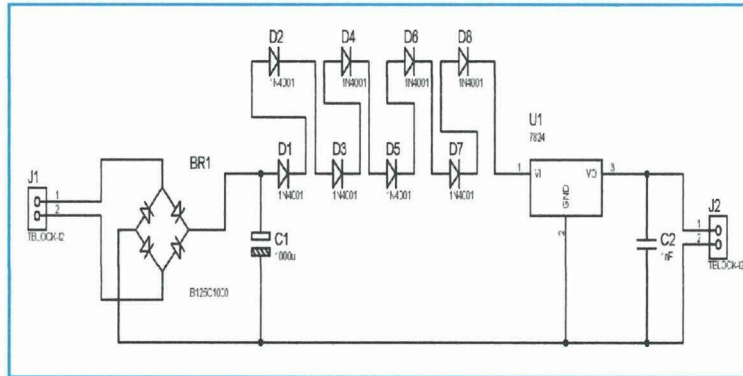 D2
D4
D6
D8
1N4001
1N4001
1N4001
1N4001
U1
7824
BR1
D1
D3
D5
D7
1
VI
VO
3
J1
1
2
1N4001
1N4001
1N4001
1N4001
GND
2
J2
1
2
TBLOCK-I2
C1
1000u
C2
1nF
TBLOCK-I2
B125C1000